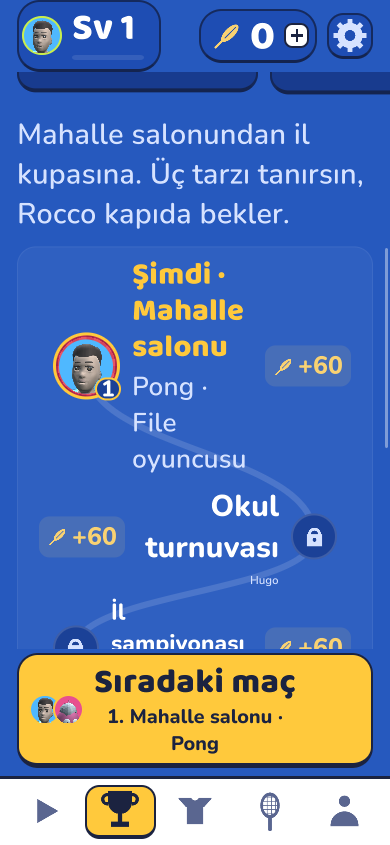 Sv 1
0
Mahalle salonundan il
kupasına. Üç tarzı tanırsın,
Rocco kapıda bekler.
Şimdi ·
Mahalle
salonu
+60
1
Pong ·
File
oyuncusu
Okul
turnuvası
+60
Hugo
İl
şampiyonası
+60
Sıradaki maç
1. Mahalle salonu ·
Pong